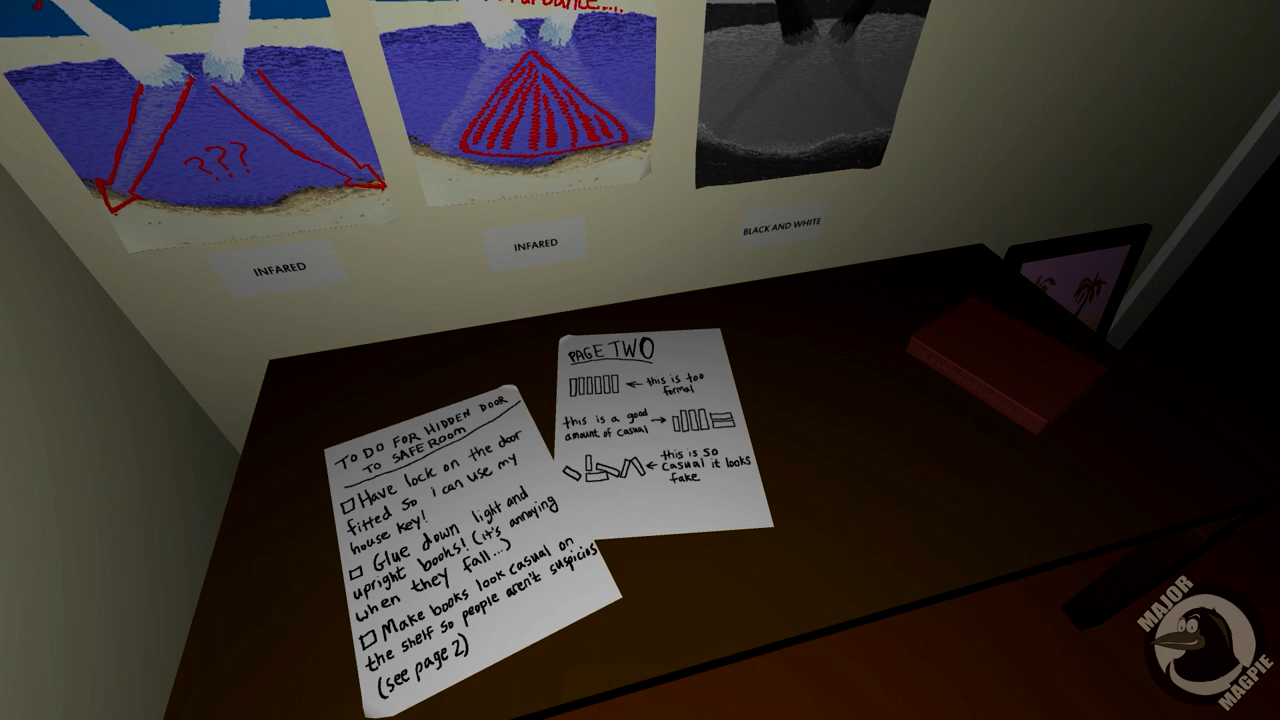 ???
INFARED
INFARED
BLACK AND WHITE
PAGE TWO
this is too
formal
this is a good
amount of casual
this is so
casual it looks
fake
TO DO FOR HIDDEN DOOR
TO SAFE ROOM
Have lock on the door
fitted so i can use my
house key!
Glue down light and
upright books! (it's annoying
when they fall...)
Make books look casual on
the shelf so people aren't suspicios
(see page 2)
MAJOR
MAGPIE